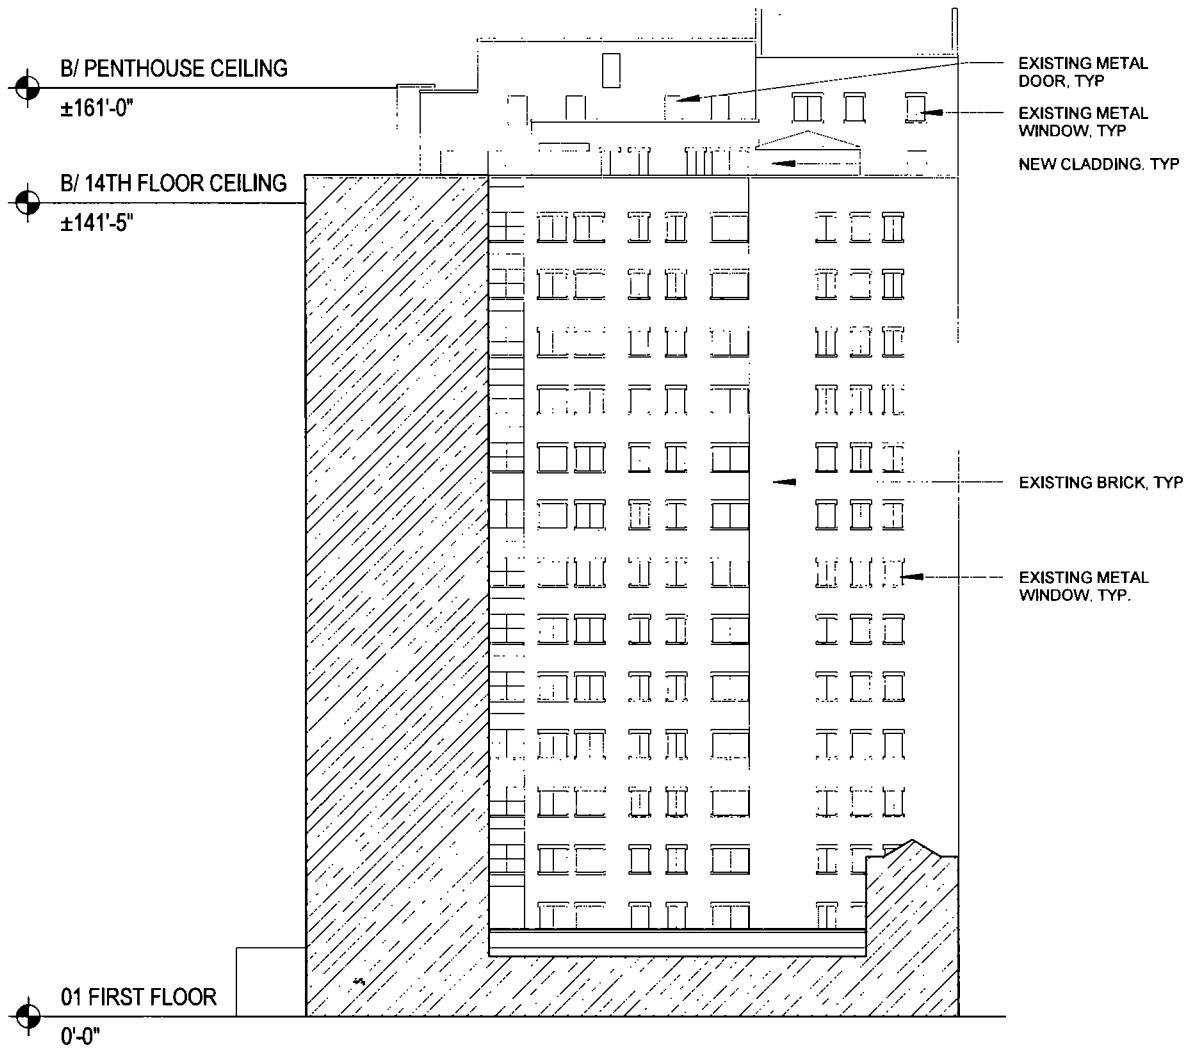 B/ PENTHOUSE CEILING
±161'-0"
B/ 14TH FLOOR CEILING
±141'-5"
01 FIRST FLOOR
0'-0"
EXISTING METAL
DOOR, TYP
EXISTING METAL
WINDOW, TYP
NEW CLADDING. TYP
EXISTING BRICK, TYP
EXISTING METAL
WINDOW, TYP.